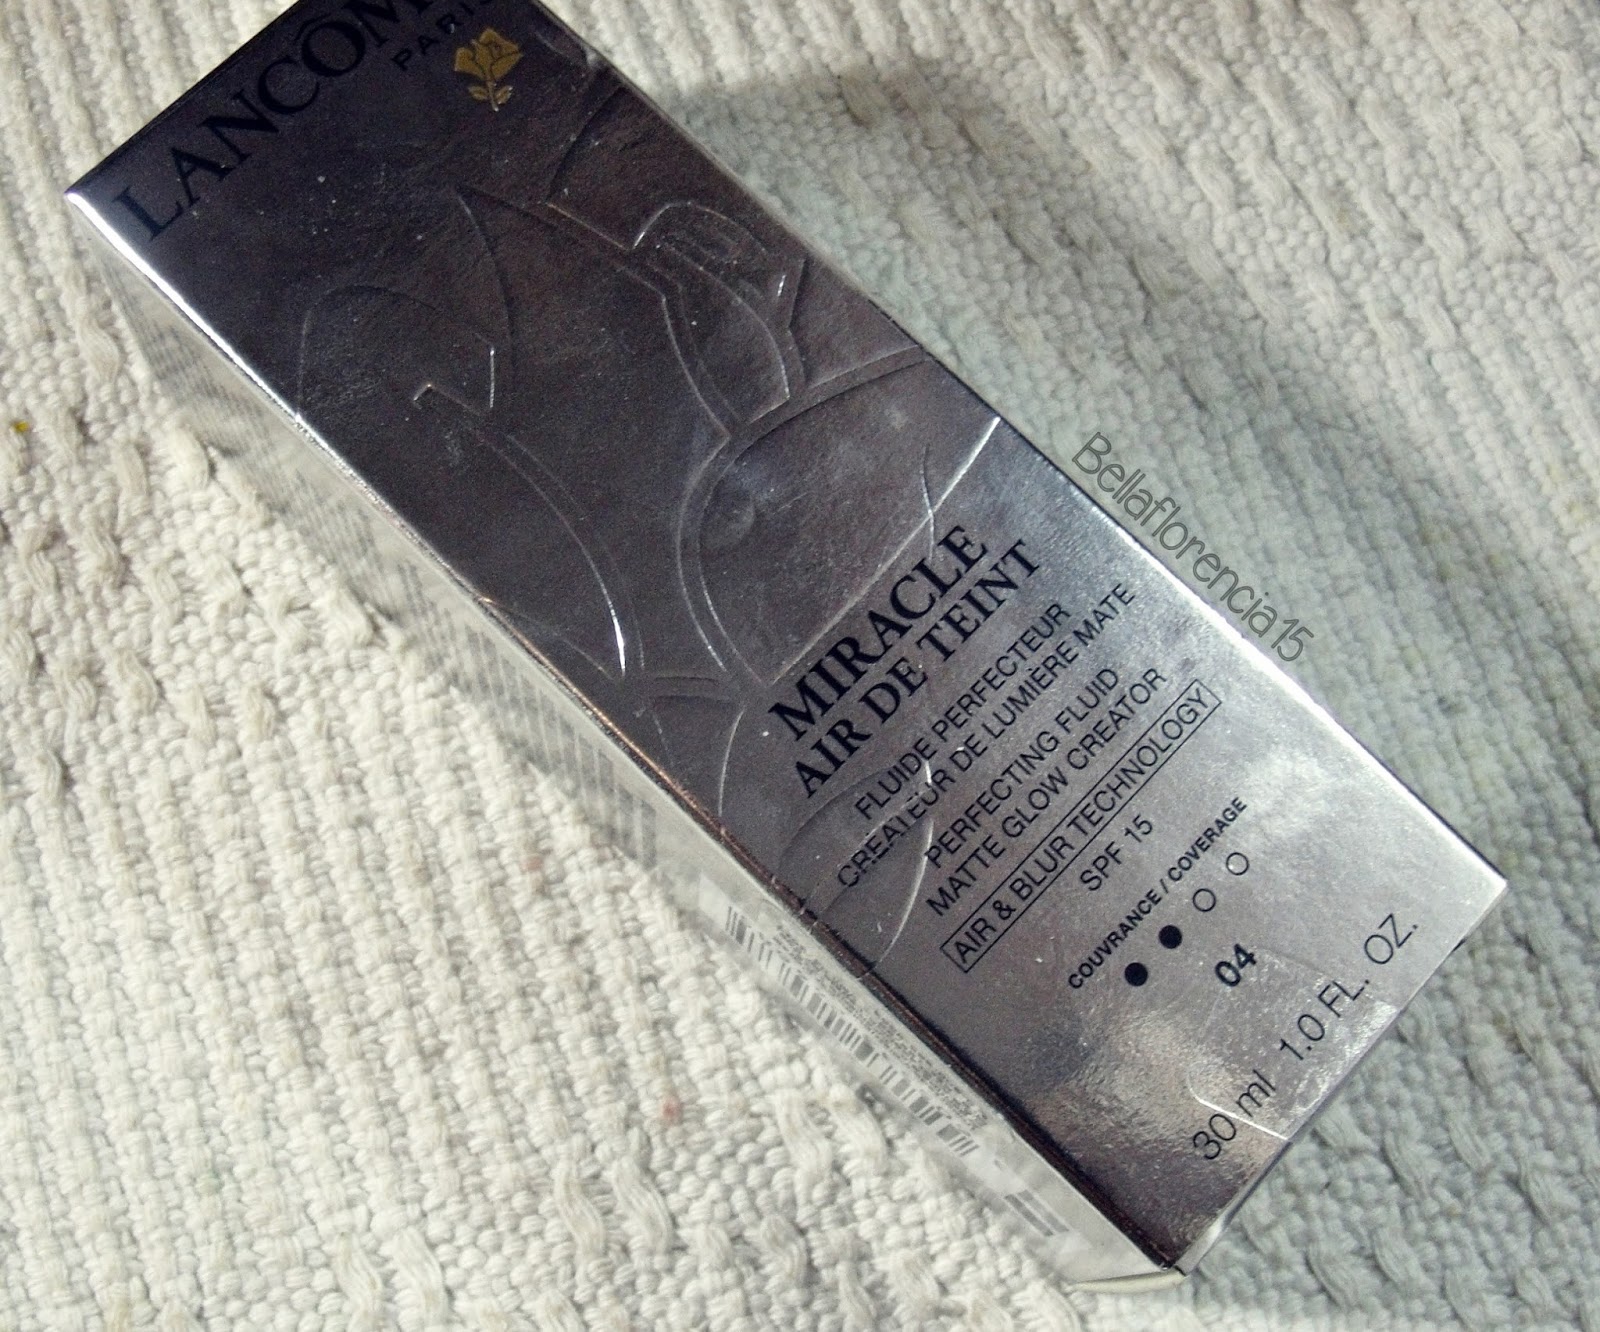 LANCÔM
PARIS
MIRACLE
AIR DE TEINT
FLUIDE PERFECTEUR
CRÉATEUR DE LUMIÈRE MATE
PERFECTING FLUID
MATTE GLOW CREATOR
AIR & BLUR TECHNOLOGY
SPF 15
COUVRANCE / COVERAGE
04
30 ml 1.0 FL. OZ.
Bellaflorencia15